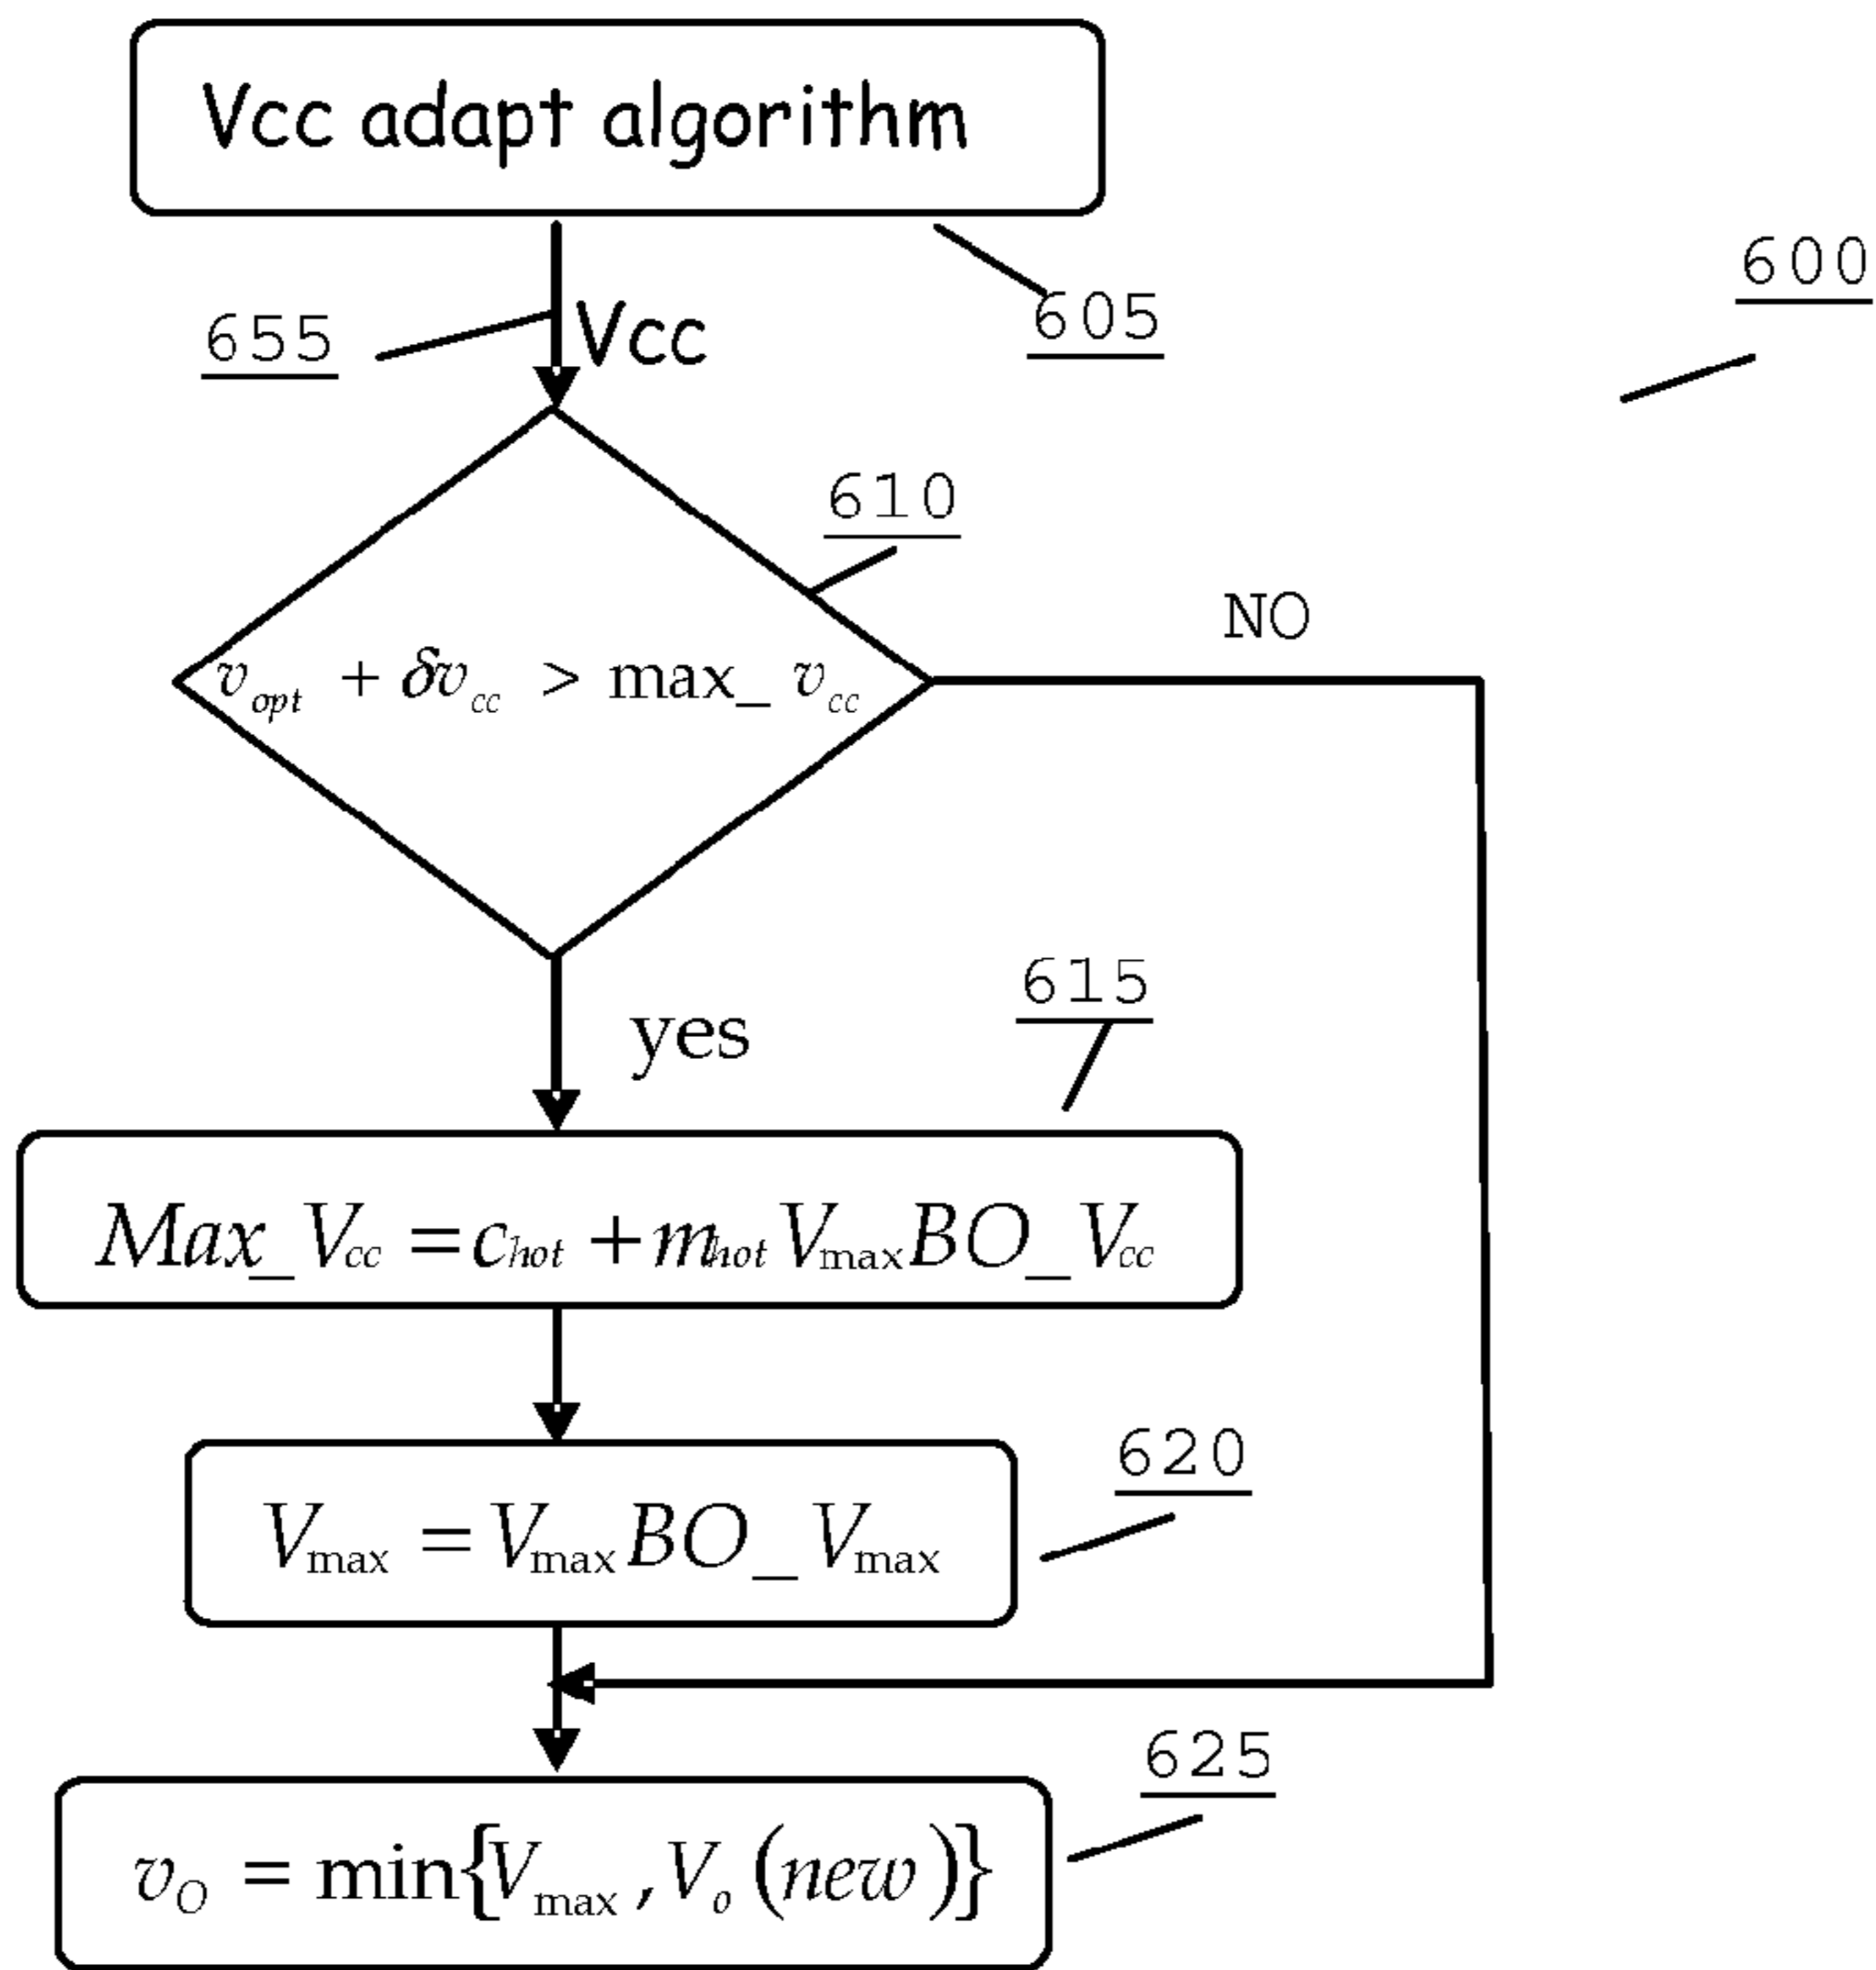 Vcc adapt algorithm
600
605
655
Vcc
610
NO
v_opt + δv_cc > max_ v_cc
615
yes
Max_V_cc = c_hot + m_hot V_max BO_V_cc
620
V_max = V_max BO_V_max
625
v_O = min{V_max , V_o (new)}